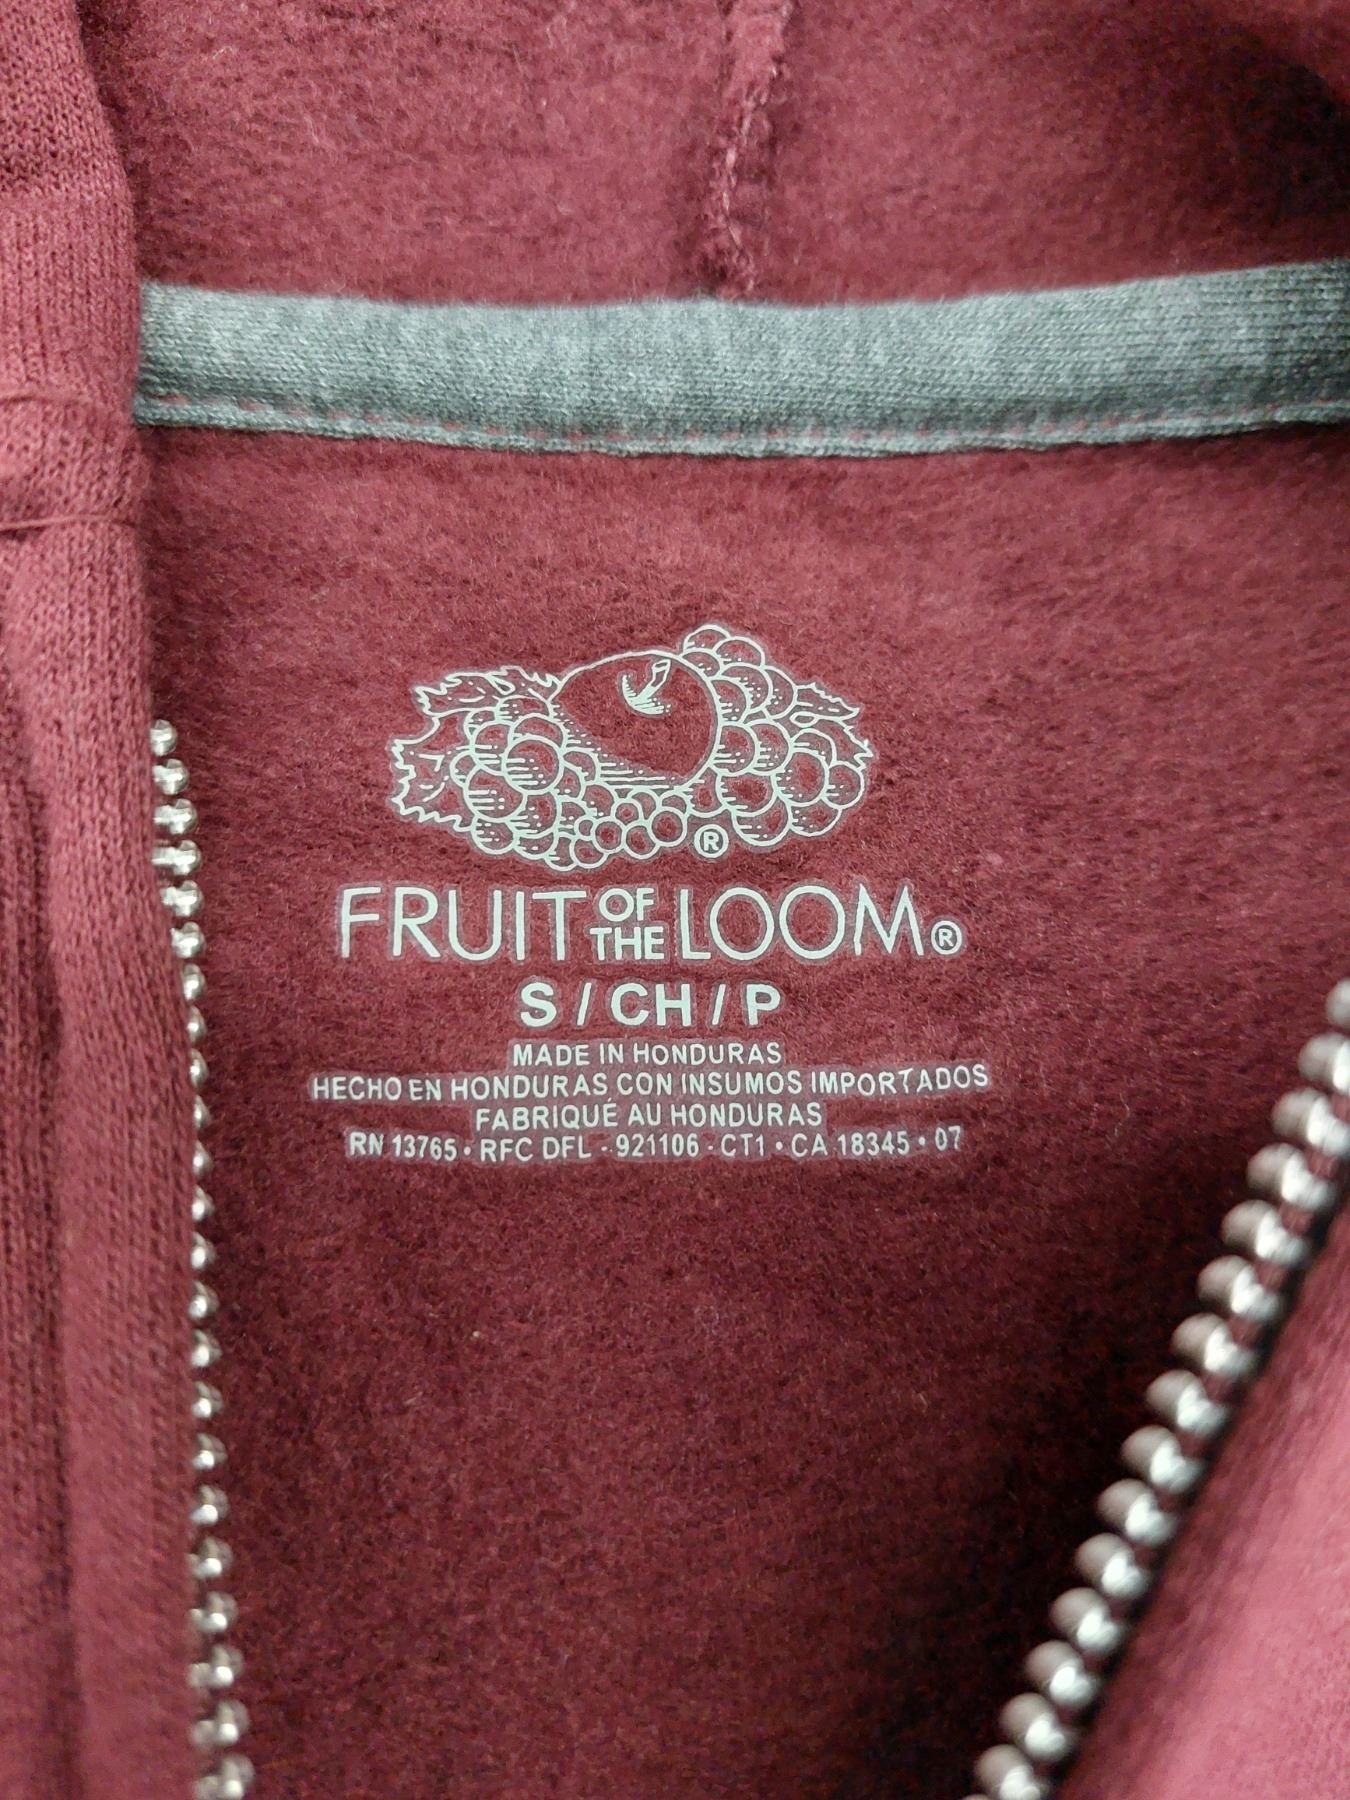 ®
FRUIT OF THE LOOM®
S / CH / P
MADE IN HONDURAS
HECHO EN HONDURAS CON INSUMOS IMPORTADOS
FABRIQUÉ AU HONDURAS
RN 13765 • RFC DFL - 921106 - CT1 • CA 18345 • 07